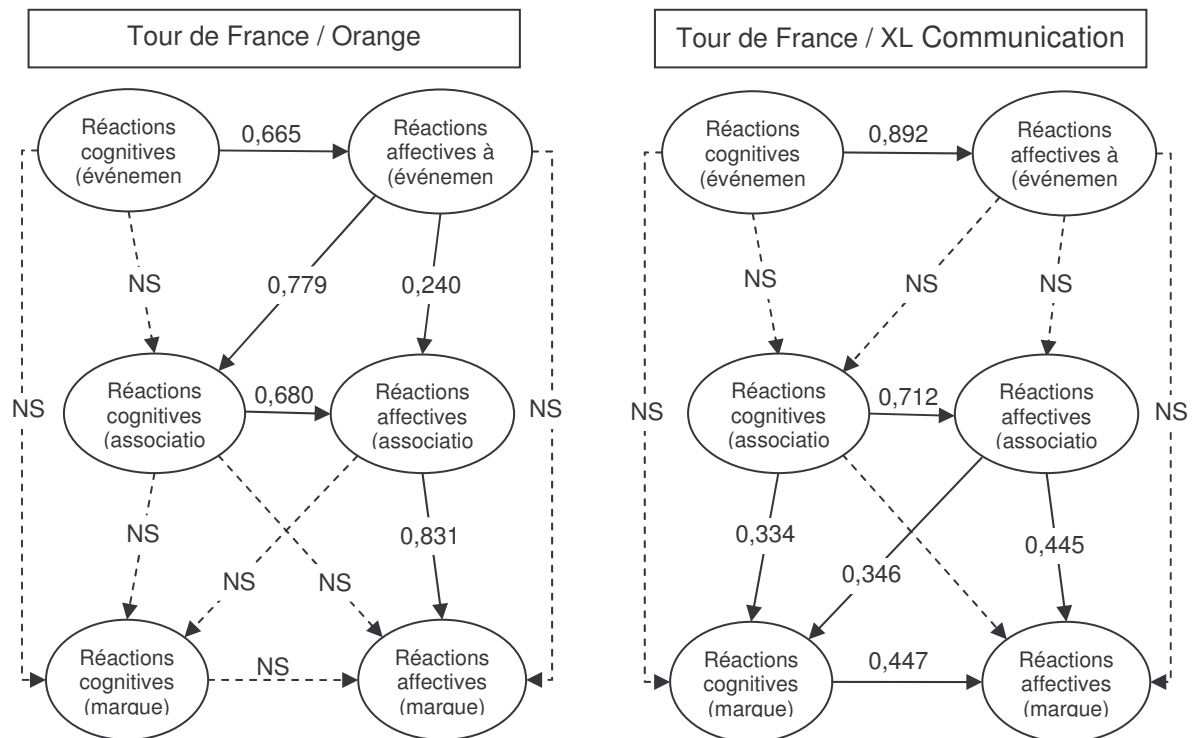 Tour de France / Orange
Réactions
cognitives
(événemen
0,665
Réactions
affectives à
(événemen
NS
0,779
0,240
NS
Réactions
cognitives
(associatio
0,680
Réactions
affectives
(associatio
NS
NS
0,831
NS
NS
Réactions
cognitives
(marque)
NS
Réactions
affectives
(marque)
Tour de France / XL Communication
Réactions
cognitives
(événemen
0,892
Réactions
affectives à
(événemen
NS
NS
NS
NS
Réactions
cognitives
(associatio
0,712
Réactions
affectives
(associatio
NS
0,334
0,445
0,346
Réactions
cognitives
(marque)
0,447
Réactions
affectives
(marque)